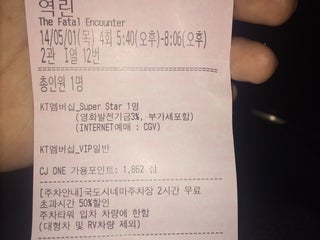 역린
The Fatal Encounter
14/05/01(목) 4회 5:40(오후)-8:06(오후)
2관 I열 12번
총인원 1명
KT멤버십_Super Star 1명
(영화발전기금3%, 부가세포함)
(INTERNET예매 : CGV)
KT멤버십_VIP일반
CJ ONE 가용포인트: 1,862 점
[주차안내]국도시네마주차장 2시간 무료
초과시간 50%할인
주차타워 입차 차량에 한함
(대형차 및 RV차량 제외)